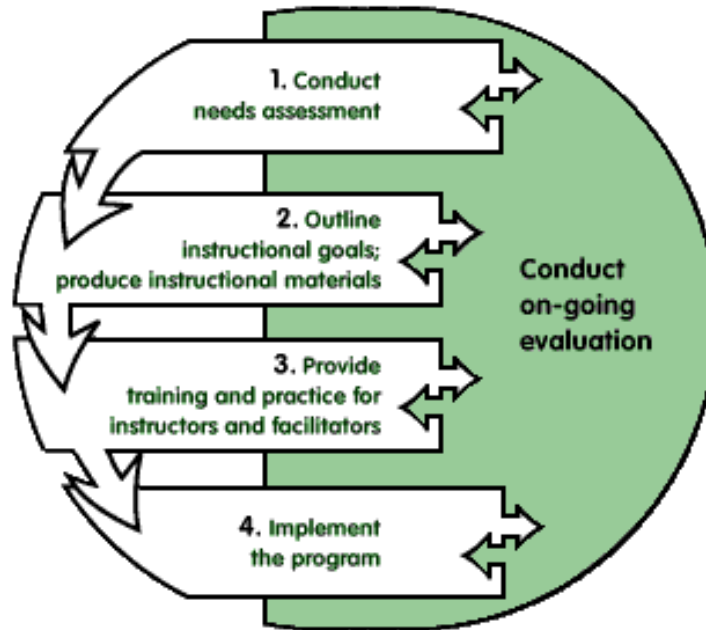 1. Conduct
needs assessment
2. Outline
instructional goals;
produce instructional materials
Conduct
on-going
evaluation
3. Provide
training and practice for
instructors and facilitators
4. Implement
the program